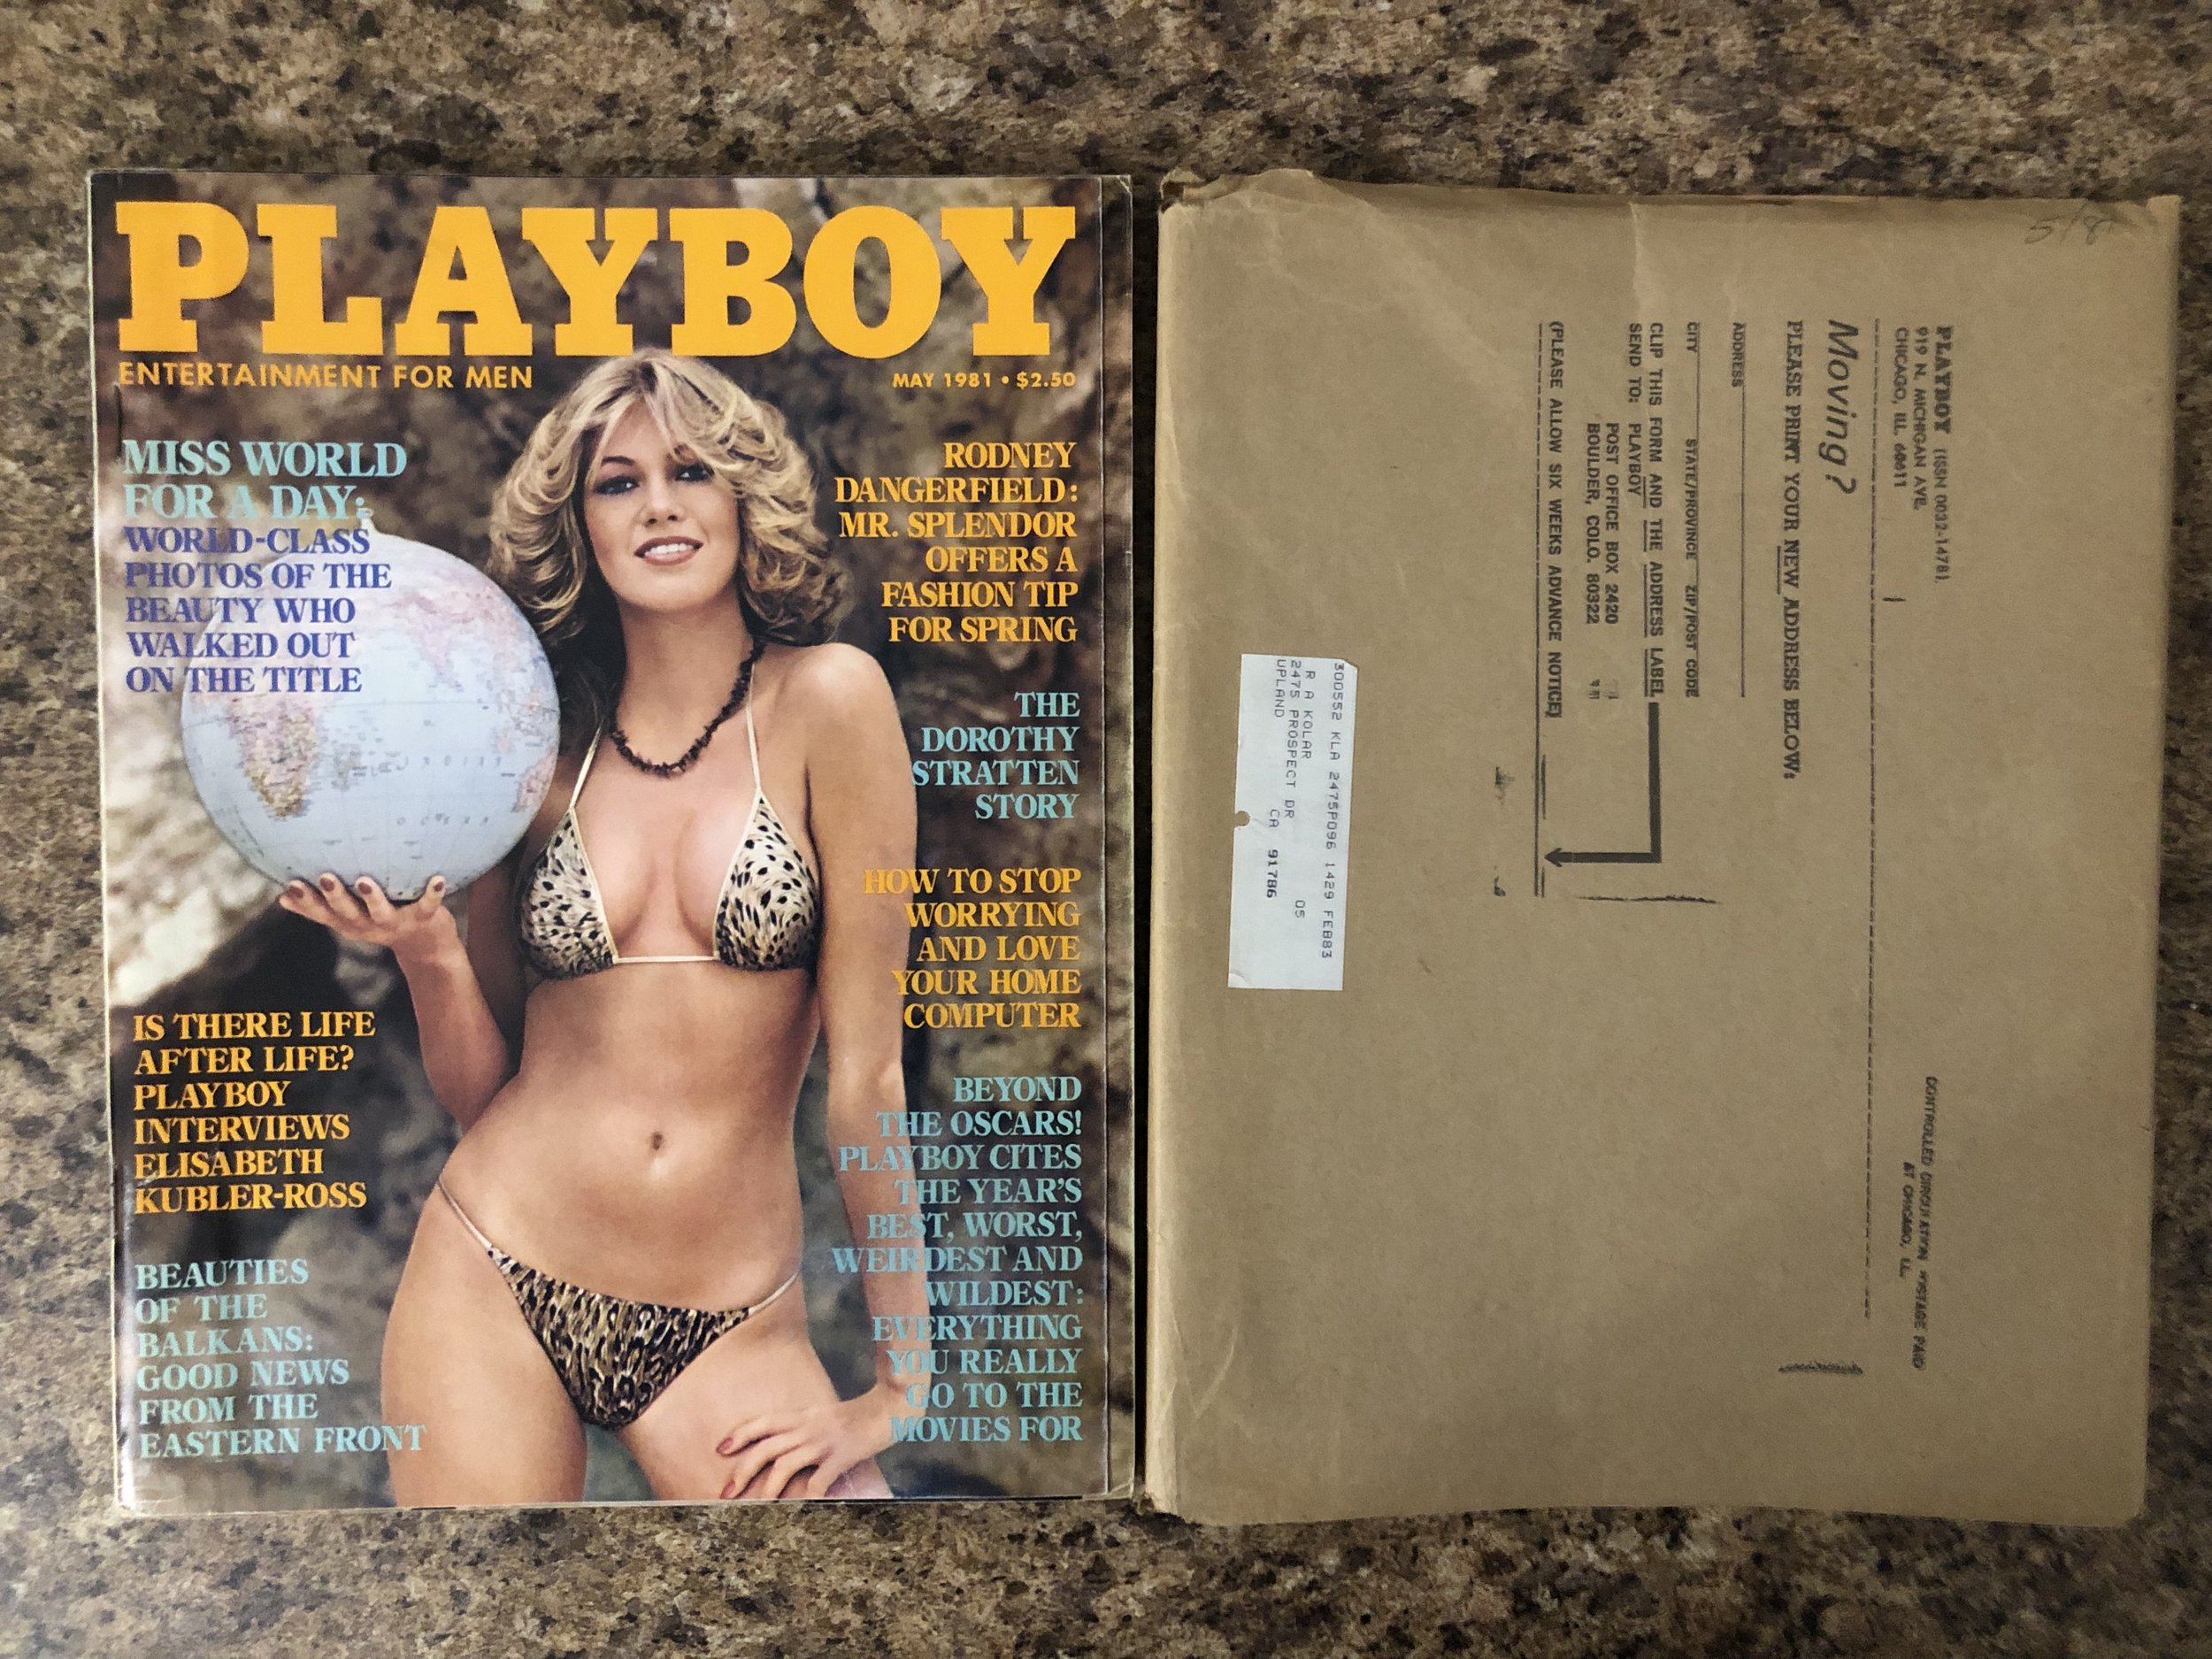 PLAYBOY
ENTERTAINMENT FOR MEN
MAY 1981 • $2.50
MISS WORLD
FOR A DAY:
WORLD-CLASS
PHOTOS OF THE
BEAUTY WHO
WALKED OUT
ON THE TITLE
IS THERE LIFE
AFTER LIFE?
PLAYBOY
INTERVIEWS
ELISABETH
KUBLER-ROSS
BEAUTIES
OF THE
BALKANS:
GOOD NEWS
FROM THE
EASTERN FRONT
RODNEY
DANGERFIELD:
MR. SPLENDOR
OFFERS A
FASHION TIP
FOR SPRING
THE
DOROTHY
STRATTEN
STORY
HOW TO STOP
WORRYING
AND LOVE
YOUR HOME
COMPUTER
BEYOND
THE OSCARS!
PLAYBOY CITES
THE YEAR'S
BEST, WORST,
WEIRDEST AND
WILDEST:
EVERYTHING
YOU REALLY
GO TO THE
MOVIES FOR
5/8
PLAYBOY (ISSN 0032-1478),
919 N. MICHIGAN AVE.
CHICAGO, ILL. 60611
CONTROLLED CIRCULATION POSTAGE PAID
AT CHICAGO, ILL.
Moving?
PLEASE PRINT YOUR NEW ADDRESS BELOW:
ADDRESS
CITY STATE/PROVINCE ZIP/POST CODE
CLIP THIS FORM AND THE ADDRESS LABEL
SEND TO: PLAYBOY
POST OFFICE BOX 2420
BOULDER, COLO. 80322
(PLEASE ALLOW SIX WEEKS ADVANCE NOTICE)
300552 KLA 2475P096 1429 FEB83
R A KOLAR 05
2475 PROSPECT DR
UPLAND CA 91786